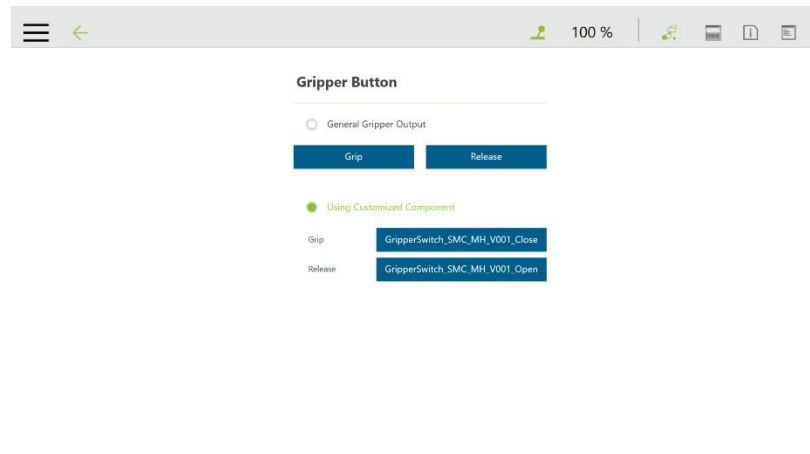 100 %
Gripper Button
General Gripper Output
Grip Release
Using Customized Component
Grip GripperSwitch_SMC_MH_V001_Close
Release GripperSwitch_SMC_MH_V001_Open